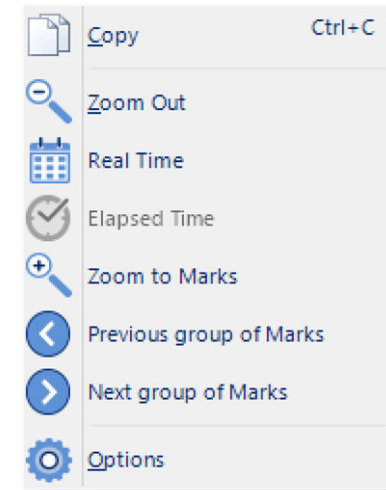 Copy Ctrl+C
Zoom Out
Real Time
Elapsed Time
Zoom to Marks
Previous group of Marks
Next group of Marks
Options